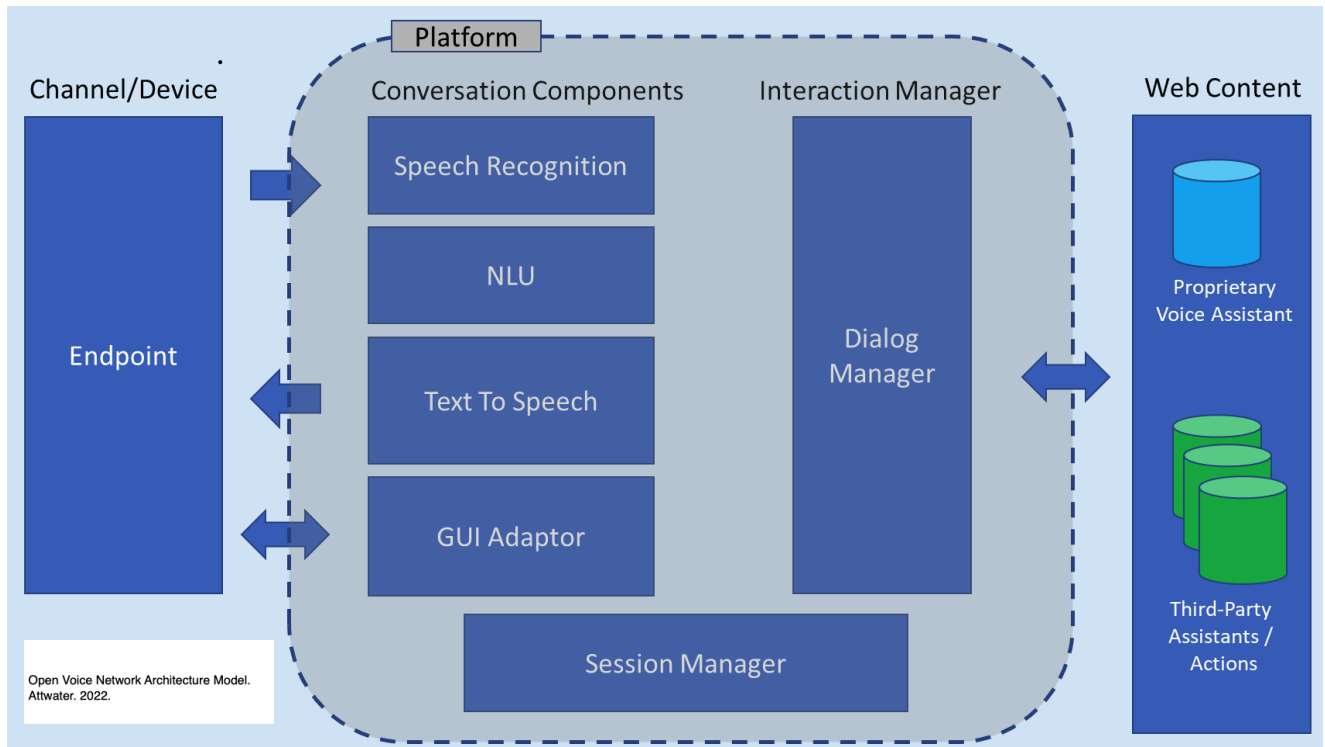 Platform
Channel/Device
Conversation Components
Interaction Manager
Web Content
Endpoint
Speech Recognition
NLU
Text To Speech
GUI Adaptor
Dialog
Manager
Session Manager
Proprietary
Voice Assistant
Third-Party
Assistants /
Actions
Open Voice Network Architecture Model.
Attwater. 2022.